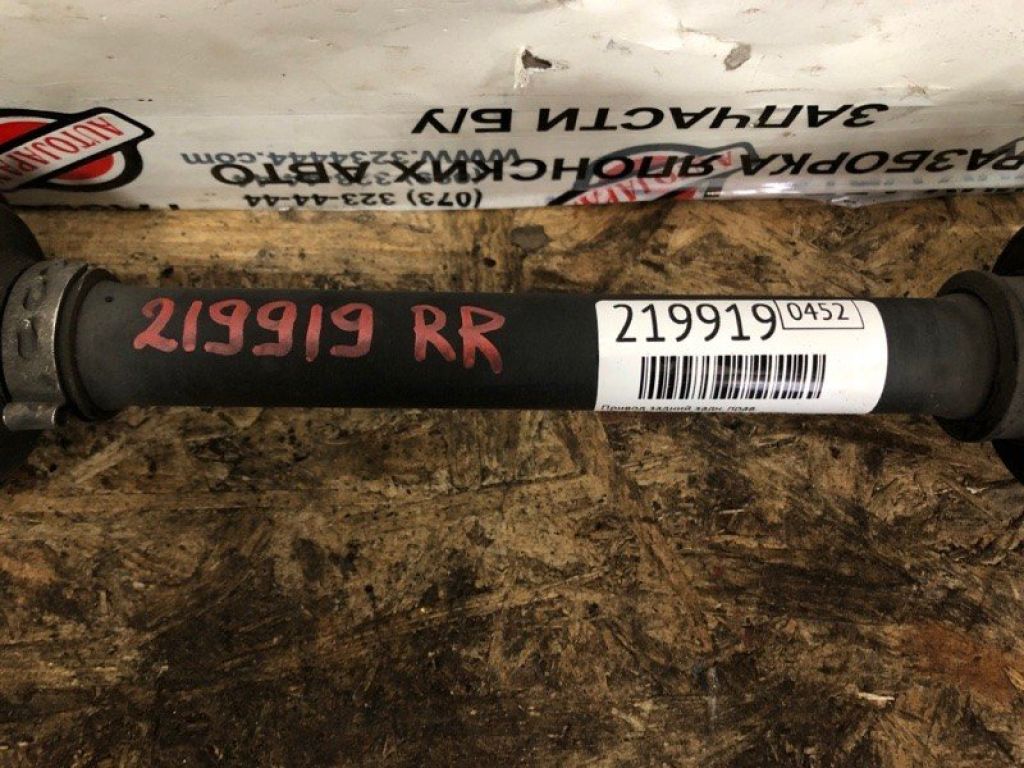 ЗАПЧАСТИ Б/У
РАЗБОРКА ЯПОНСКИХ АВТО
www.3234444.com
(073) 323-44-44
AUTOJAPAN
219919 RR
219919
0452
Привод задний задн. прав.